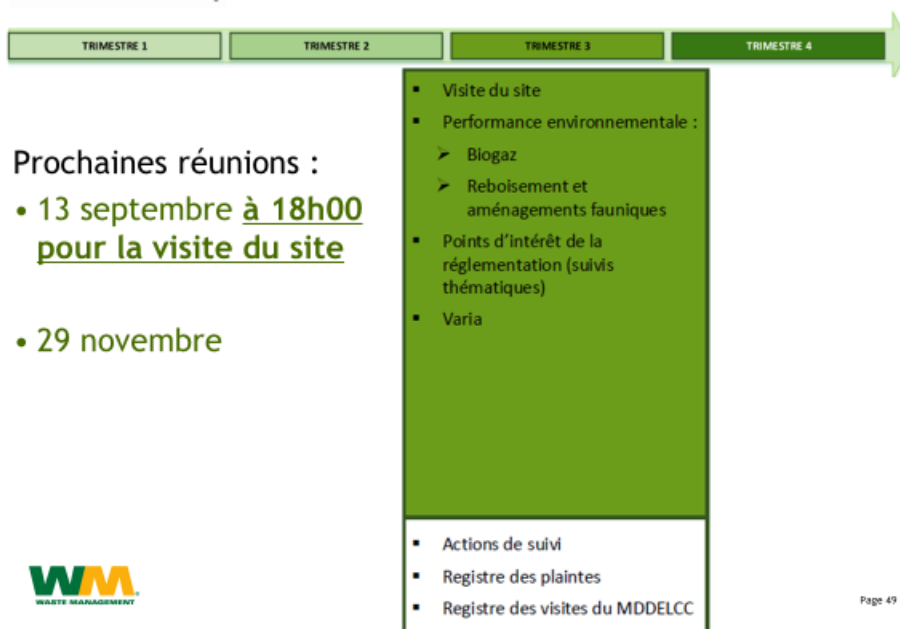 TRIMESTRE 1
TRIMESTRE 2
TRIMESTRE 3
TRIMESTRE 4
Prochaines réunions :
• 13 septembre à 18h00
pour la visite du site
• 29 novembre
▪ Visite du site
▪ Performance environnementale :
➢ Biogaz
➢ Reboisement et
aménagements fauniques
▪ Points d'intérêt de la
réglementation (suivis
thématiques)
▪ Varia
▪ Actions de suivi
▪ Registre des plaintes
▪ Registre des visites du MDDELCC
WM
WASTE MANAGEMENT
Page 49